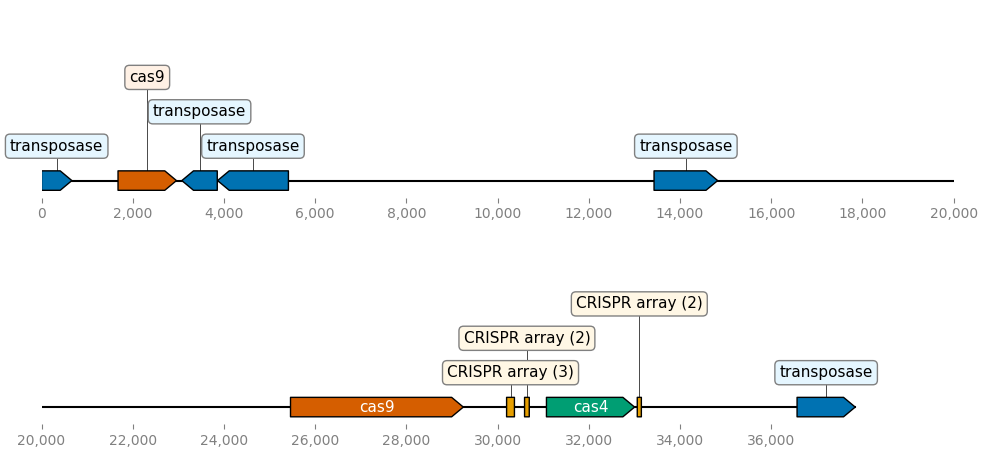 cas9
transposase
transposase
transposase
transposase
0
2,000
4,000
6,000
8,000
10,000
12,000
14,000
16,000
18,000
20,000
CRISPR array (2)
CRISPR array (2)
CRISPR array (3)
transposase
cas9
cas4
20,000
22,000
24,000
26,000
28,000
30,000
32,000
34,000
36,000